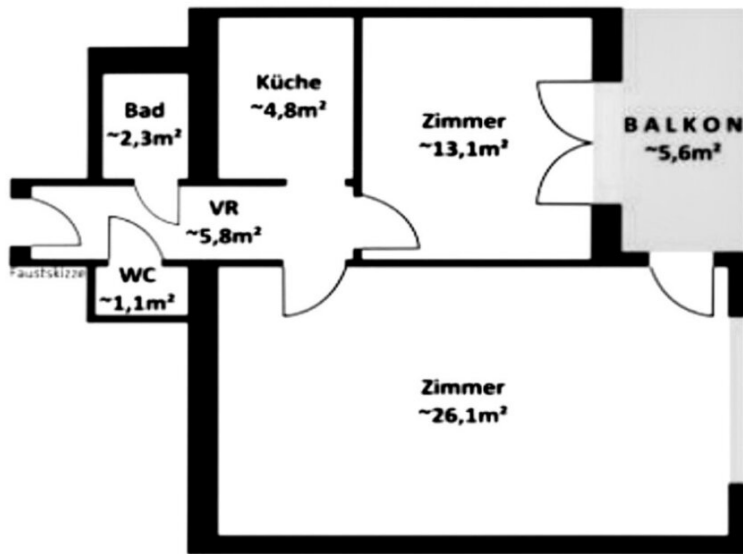 Küche
~4,8m²
Bad
~2,3m²
Zimmer
~13,1m²
BALKON
~5,6m²
VR
~5,8m²
Faustskizze
WC
~1,1m²
Zimmer
~26,1m²